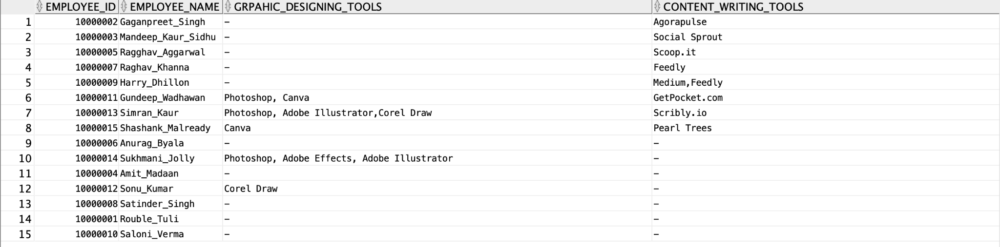 EMPLOYEE_ID EMPLOYEE_NAME GRPAHIC_DESIGNING_TOOLS CONTENT_WRITING_TOOLS
1 10000002 Gaganpreet_Singh – Agorapulse
2 10000003 Mandeep_Kaur_Sidhu – Social Sprout
3 10000005 Ragghav_Aggarwal – Scoop.it
4 10000007 Raghav_Khanna – Feedly
5 10000009 Harry_Dhillon – Medium,Feedly
6 10000011 Gundeep_Wadhawan Photoshop, Canva GetPocket.com
7 10000013 Simran_Kaur Photoshop, Adobe Illustrator,Corel Draw Scribly.io
8 10000015 Shashank_Malready Canva Pearl Trees
9 10000006 Anurag_Byala – –
10 10000014 Sukhmani_Jolly Photoshop, Adobe Effects, Adobe Illustrator –
11 10000004 Amit_Madaan – –
12 10000012 Sonu_Kumar Corel Draw –
13 10000008 Satinder_Singh – –
14 10000001 Rouble_Tuli – –
15 10000010 Saloni_Verma – –